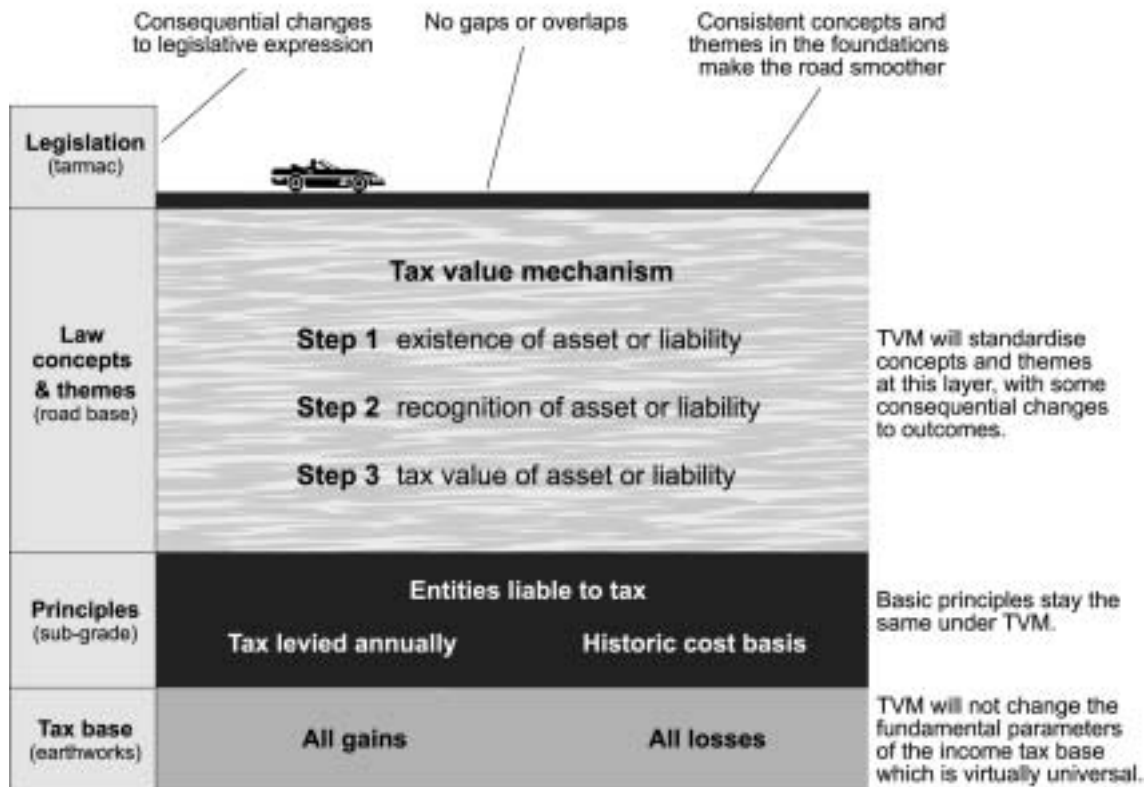 Consequential changes
to legislative expression
No gaps or overlaps
Consistent concepts and
themes in the foundations
make the road smoother
Legislation
(tarmac)
Tax value mechanism
Step 1 existence of asset or liability
Step 2 recognition of asset or liability
Step 3 tax value of asset or liability
Law
concepts
& themes
(road base)
TVM will standardise
concepts and themes
at this layer, with some
consequential changes
to outcomes.
Principles
(sub-grade)
Entities liable to tax
Tax levied annually
Historic cost basis
Basic principles stay the
same under TVM.
Tax base
(earthworks)
All gains
All losses
TVM will not change the
fundamental parameters
of the income tax base
which is virtually universal.